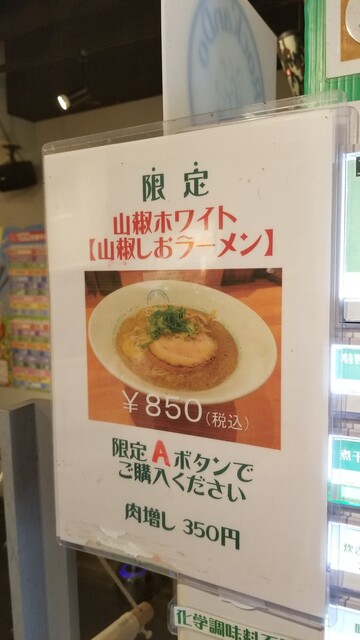 限定
山椒ホワイト
【山椒しおラーメン】
¥850(税込)
限定Aボタンで
ご購入ください
肉増し 350円
化学調味料